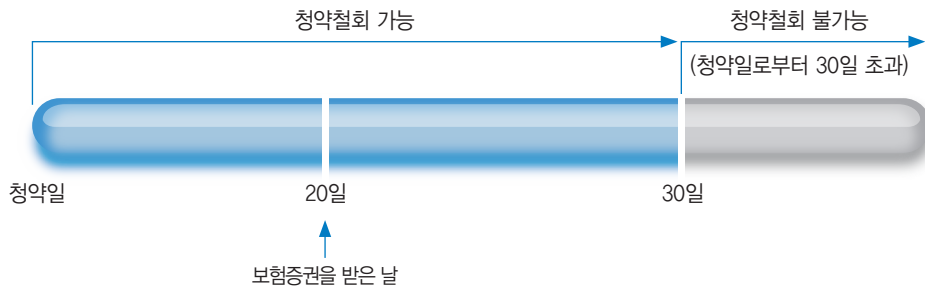 청약철회 가능
청약철회 불가능
(청약일로부터 30일 초과)
청약일
20일
30일
보험증권을 받은 날